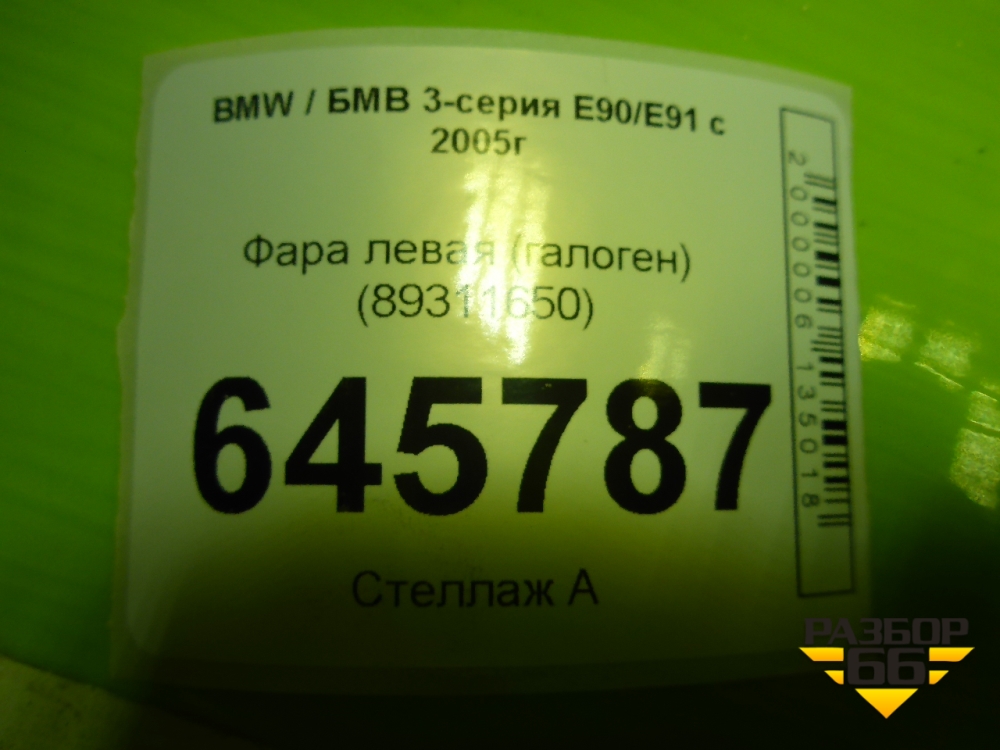 BMW / БМВ 3-серия E90/E91 с
2005г
Фара левая (галоген)
(89311650)
645787
Стеллаж А
2000006135018
РАЗБОР
66